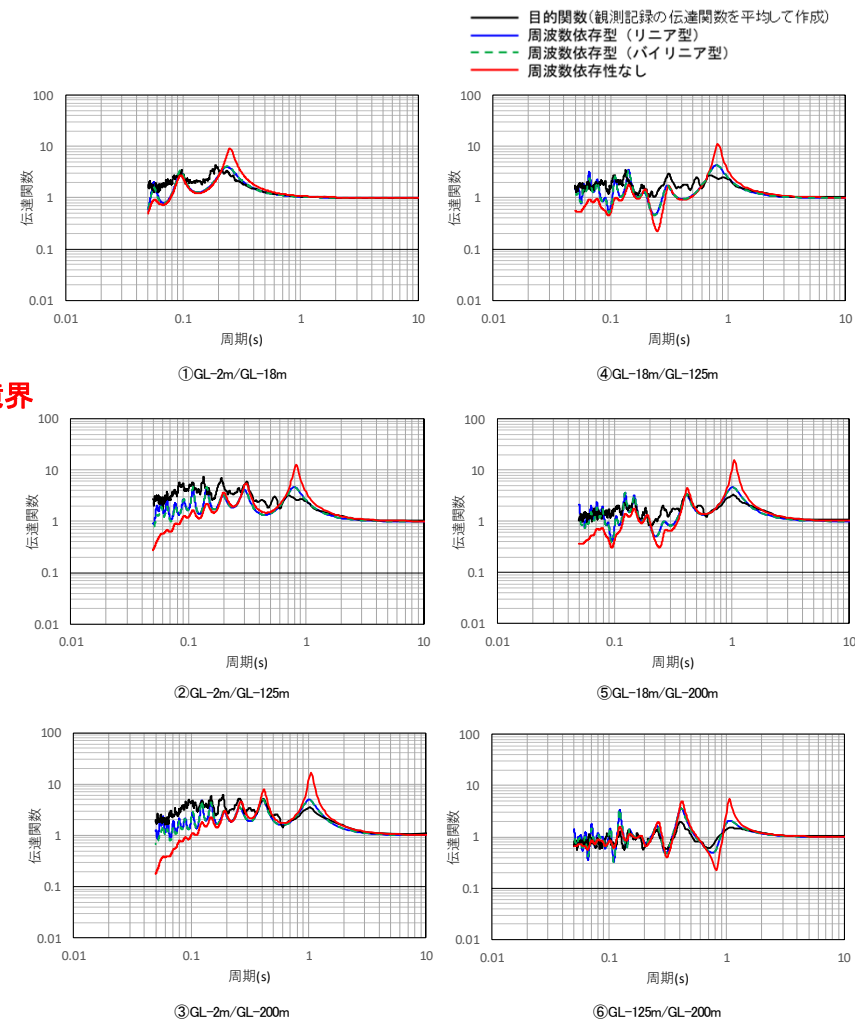 目的関数(観測記録の伝達関数を平均して作成)
周波数依存型（リニア型）
周波数依存型（バイリニア型）
周波数依存性なし
100
10
1
0.1
0.01
伝達関数
0.01
0.1
1
10
周期(s)
①GL-2m/GL-18m
100
10
1
0.1
0.01
伝達関数
0.01
0.1
1
10
周期(s)
④GL-18m/GL-125m
界
100
10
1
0.1
0.01
伝達関数
0.01
0.1
1
10
周期(s)
②GL-2m/GL-125m
100
10
1
0.1
0.01
伝達関数
0.01
0.1
1
10
周期(s)
⑤GL-18m/GL-200m
100
10
1
0.1
0.01
伝達関数
0.01
0.1
1
10
周期(s)
③GL-2m/GL-200m
100
10
1
0.1
0.01
伝達関数
0.01
0.1
1
10
周期(s)
⑥GL-125m/GL-200m